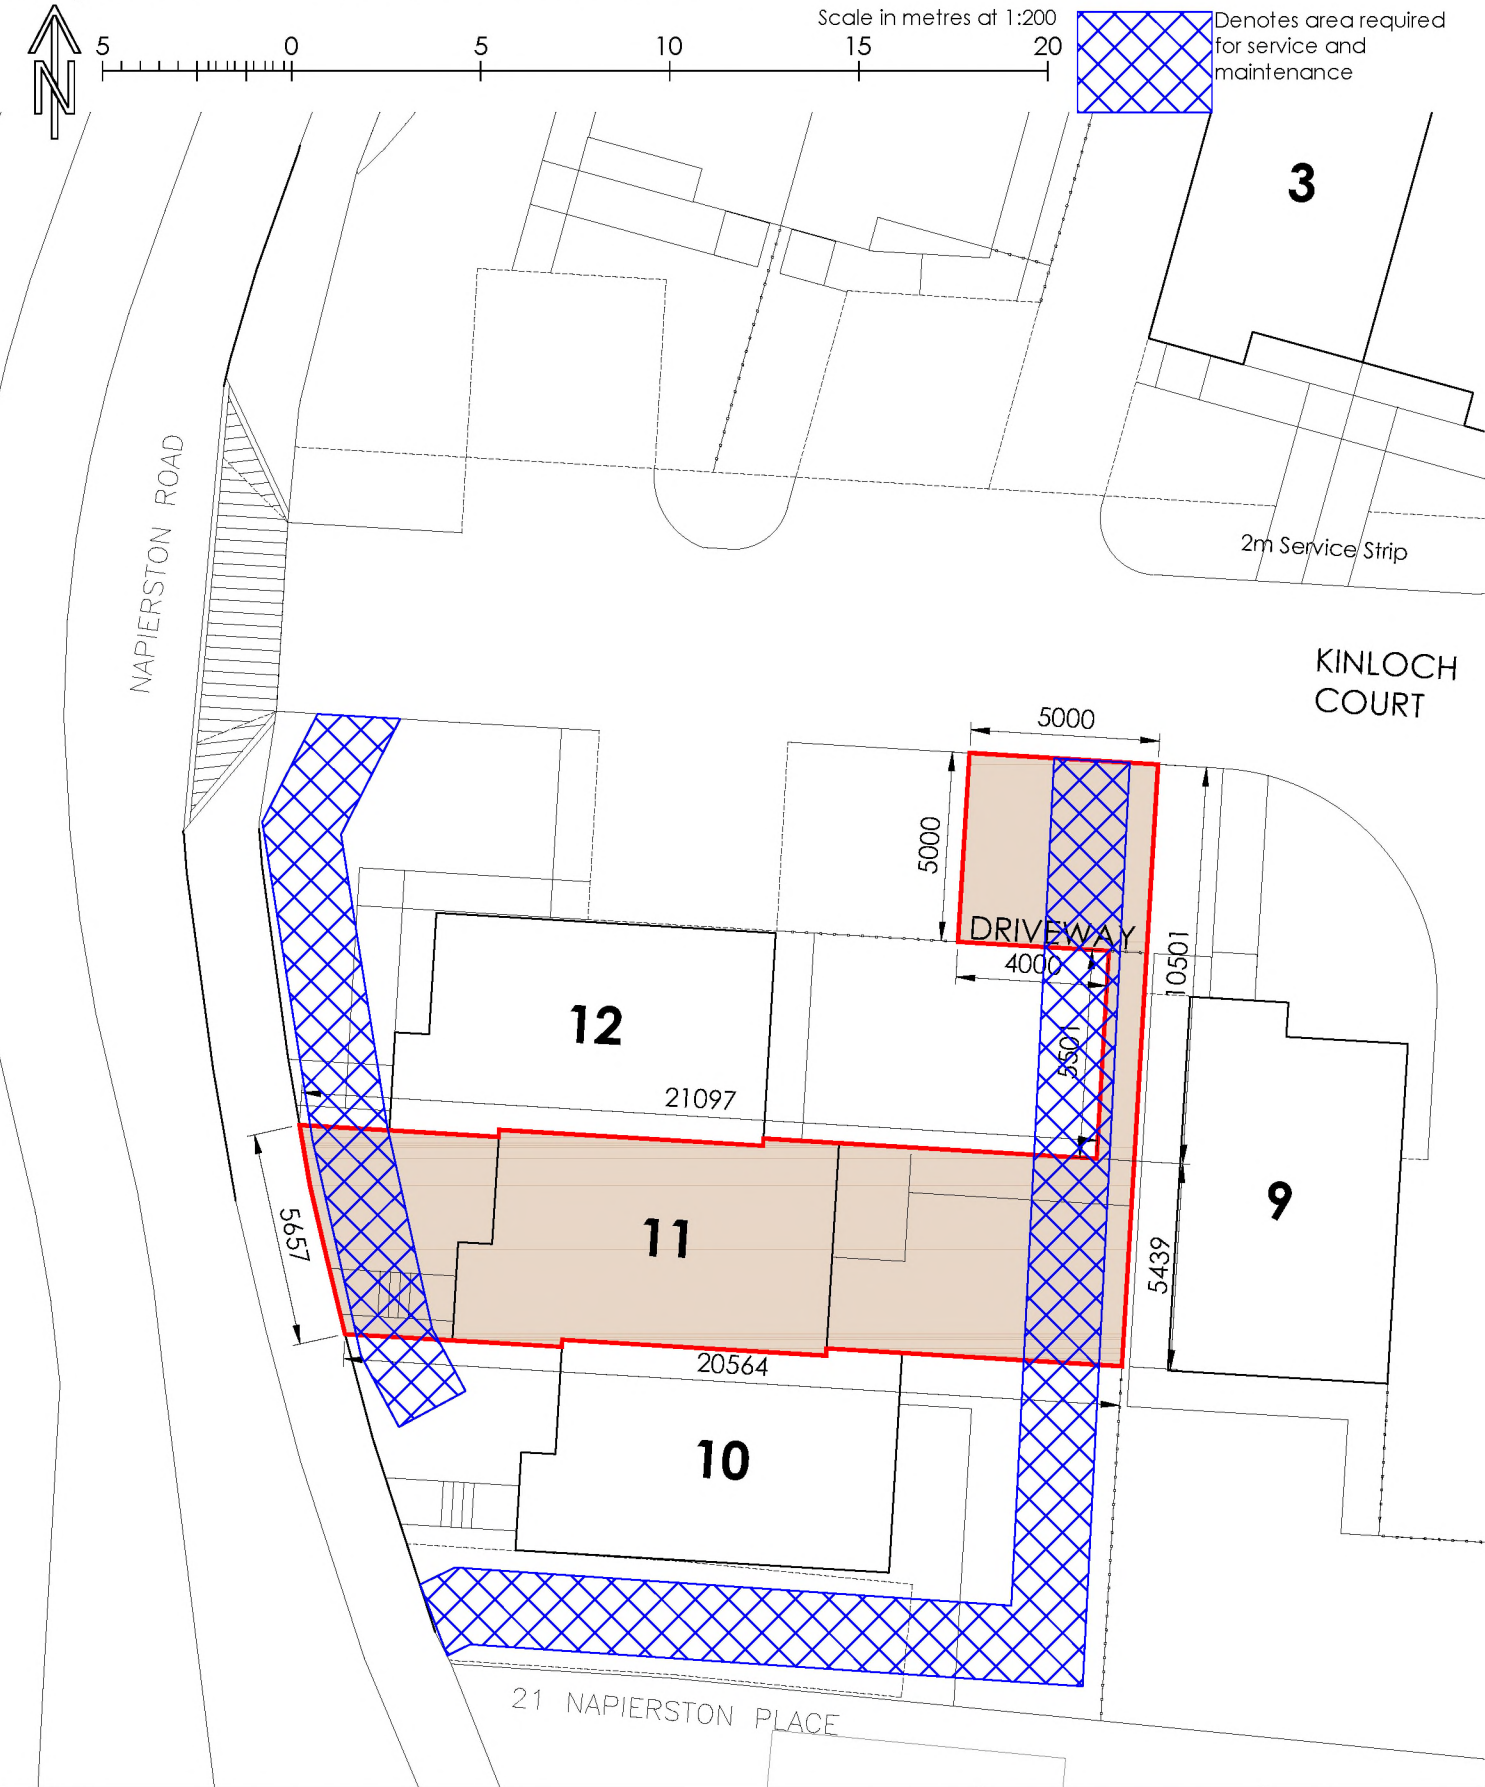 Scale in metres at 1:200
5 0 5 10 15 20
N
Denotes area required
for service and
maintenance
3
NAPIERSTON ROAD
2m Service Strip
KINLOCH
COURT
5000
5000
DRIVEWAY
4000
10501
5501
12
21097
11
9
5657
5439
20564
10
21 NAPIERSTON PLACE